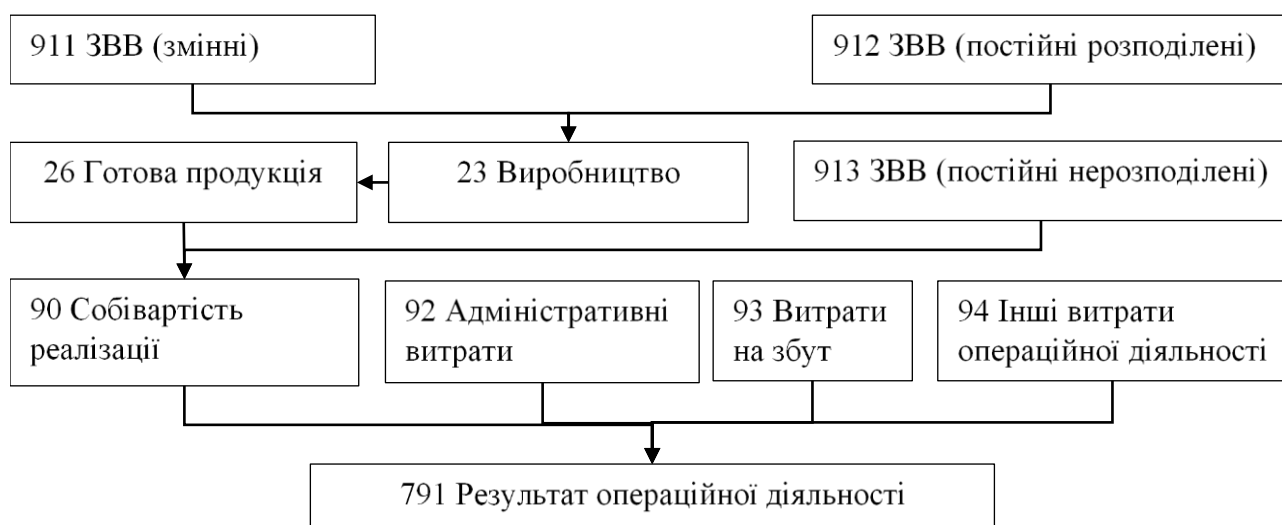 911 ЗВВ (змінні)
912 ЗВВ (постійні розподілені)
26 Готова продукція
23 Виробництво
913 ЗВВ (постійні нерозподілені)
90 Собівартість
реалізації
92 Адміністративні
витрати
93 Витрати
на збут
94 Інші витрати
операційної діяльності
791 Результат операційної діяльності